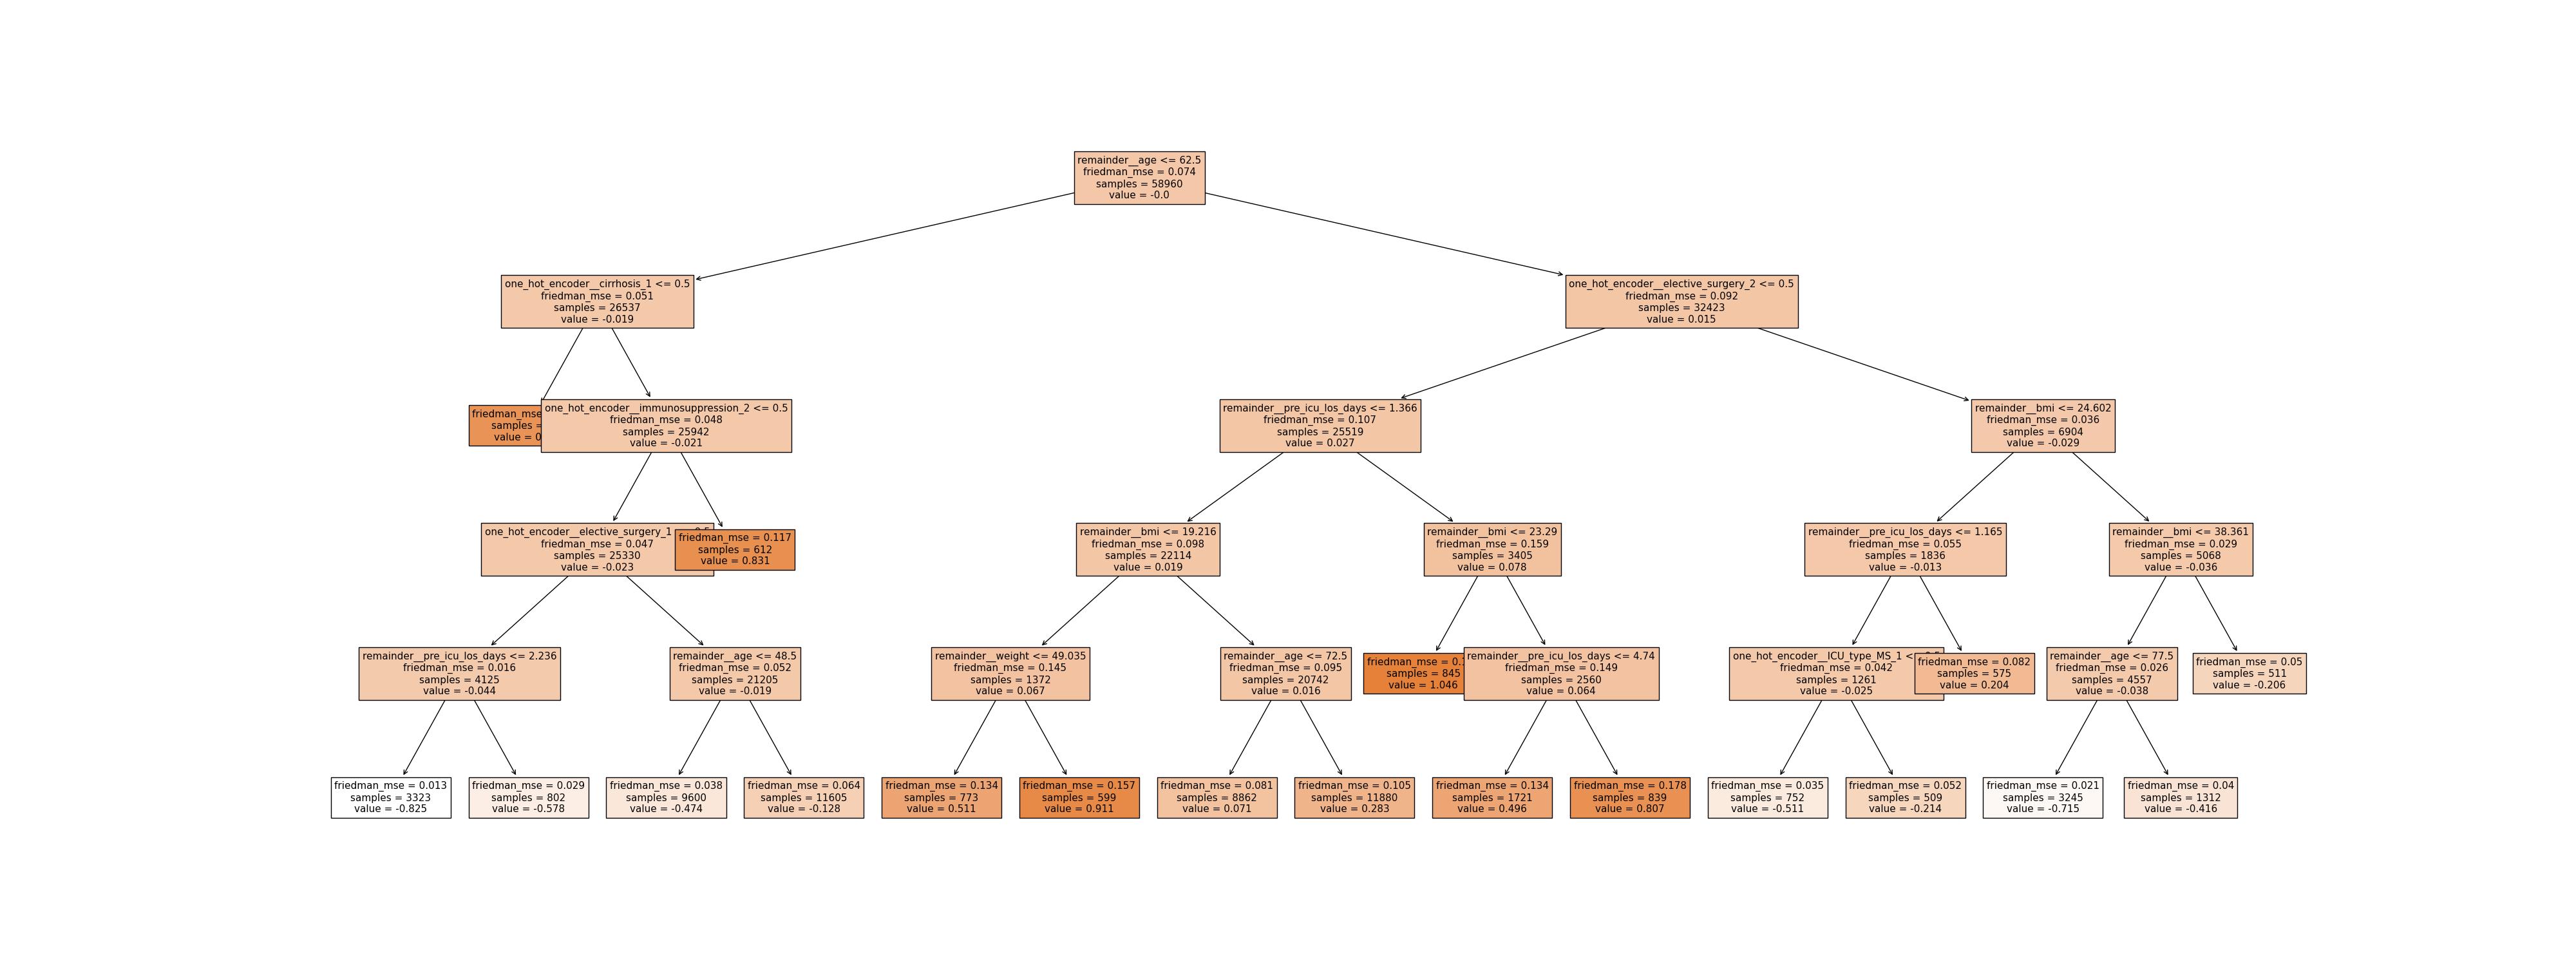 remainder__age <= 62.5
friedman_mse = 0.074
samples = 58960
value = -0.0
one_hot_encoder__cirrhosis_1 <= 0.5
friedman_mse = 0.051
samples = 26537
value = -0.019
one_hot_encoder__elective_surgery_2 <= 0.5
friedman_mse = 0.092
samples = 32423
value = 0.015
friedman_mse
samples =
value = 0
one_hot_encoder__immunosuppression_2 <= 0.5
friedman_mse = 0.048
samples = 25942
value = -0.021
remainder__pre_icu_los_days <= 1.366
friedman_mse = 0.107
samples = 25519
value = 0.027
remainder__bmi <= 24.602
friedman_mse = 0.036
samples = 6904
value = -0.029
one_hot_encoder__elective_surgery_1
friedman_mse = 0.047
samples = 25330
value = -0.023
friedman_mse = 0.117
samples = 612
value = 0.831
remainder__bmi <= 19.216
friedman_mse = 0.098
samples = 22114
value = 0.019
remainder__bmi <= 23.29
friedman_mse = 0.159
samples = 3405
value = 0.078
remainder__pre_icu_los_days <= 1.165
friedman_mse = 0.055
samples = 1836
value = -0.013
remainder__bmi <= 38.361
friedman_mse = 0.029
samples = 5068
value = -0.036
remainder__pre_icu_los_days <= 2.236
friedman_mse = 0.016
samples = 4125
value = -0.044
remainder__age <= 48.5
friedman_mse = 0.052
samples = 21205
value = -0.019
remainder__weight <= 49.035
friedman_mse = 0.145
samples = 1372
value = 0.067
remainder__age <= 72.5
friedman_mse = 0.095
samples = 20742
value = 0.016
friedman_mse =
samples = 845
value = 1.046
remainder__pre_icu_los_days <= 4.74
friedman_mse = 0.149
samples = 2560
value = 0.064
one_hot_encoder__ICU_type_MS_1
friedman_mse = 0.042
samples = 1261
value = -0.025
friedman_mse = 0.082
samples = 575
value = 0.204
remainder__age <= 77.5
friedman_mse = 0.026
samples = 4557
value = -0.038
friedman_mse = 0.05
samples = 511
value = -0.206
friedman_mse = 0.013
samples = 3323
value = -0.825
friedman_mse = 0.029
samples = 802
value = -0.578
friedman_mse = 0.038
samples = 9600
value = -0.474
friedman_mse = 0.064
samples = 11605
value = -0.128
friedman_mse = 0.134
samples = 773
value = 0.511
friedman_mse = 0.157
samples = 599
value = 0.911
friedman_mse = 0.081
samples = 8862
value = 0.071
friedman_mse = 0.105
samples = 11880
value = 0.283
friedman_mse = 0.134
samples = 1721
value = 0.496
friedman_mse = 0.178
samples = 839
value = 0.807
friedman_mse = 0.035
samples = 752
value = -0.511
friedman_mse = 0.052
samples = 509
value = -0.214
friedman_mse = 0.021
samples = 3245
value = -0.715
friedman_mse = 0.04
samples = 1312
value = -0.416